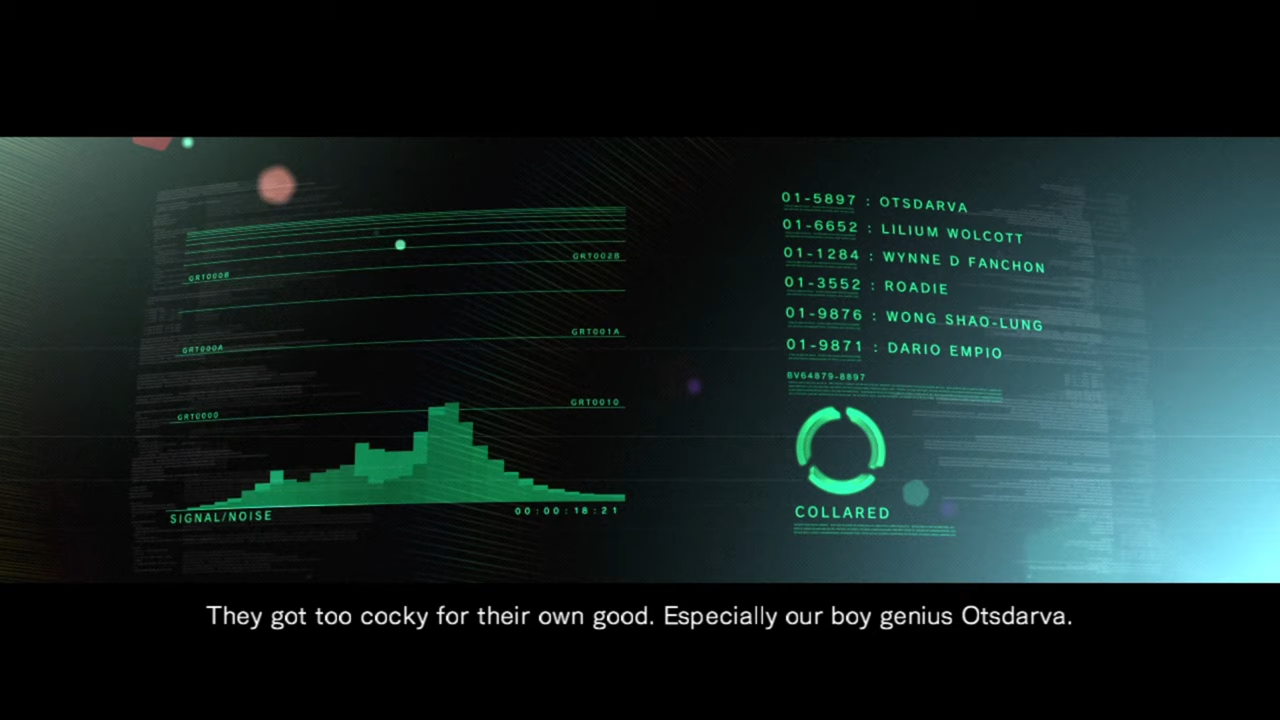 GRT000B
GRT002B
GRT000A
GRT001A
GRT0000
GRT0010
SIGNAL/NOISE
00:00:18:21
01-5897 : OTSDARVA
01-6652 : LILIUM WOLCOTT
01-1284 : WYNNE D FANCHON
01-3552 : ROADIE
01-9876 : WONG SHAO-LUNG
01-9871 : DARIO EMPIO
BV64879-8897
COLLARED
They got too cocky for their own good. Especially our boy genius Otsdarva.